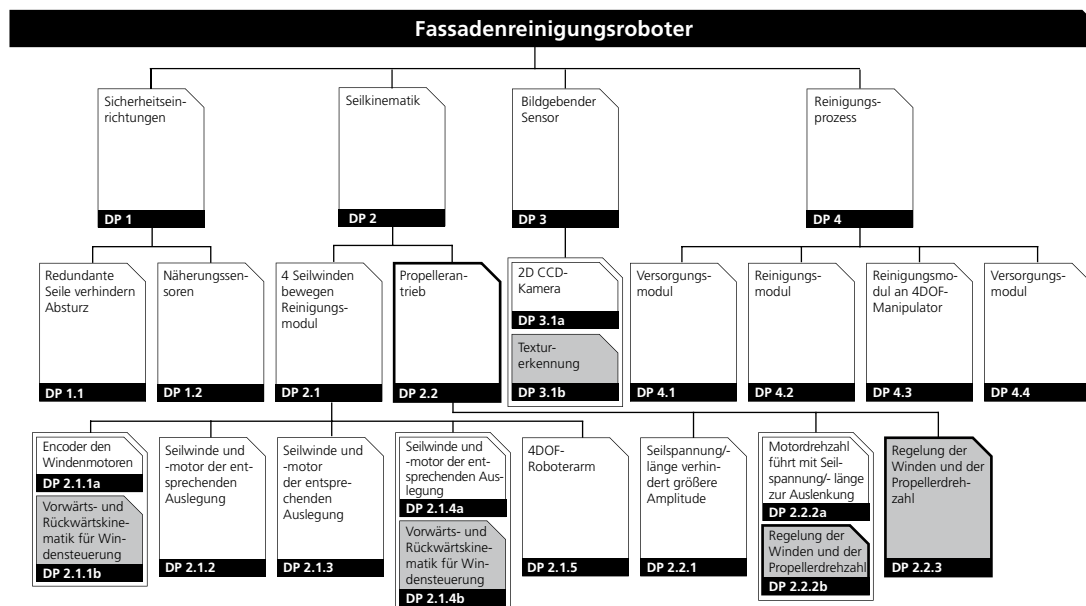 Fassadenreinigungsroboter
Sicherheitsein-
richtungen
DP 1
Seilkinematik
DP 2
Bildgebender
Sensor
DP 3
Reinigungs-
prozess
DP 4
Redundante
Seile verhindern
Absturz
DP 1.1
Näherungssen-
soren
DP 1.2
4 Seilwinden
bewegen
Reinigungs-
modul
DP 2.1
Propelleran-
trieb
DP 2.2
2D CCD-
Kamera
DP 3.1a
Textur-
erkennung
DP 3.1b
Versorgungs-
modul
DP 4.1
Reinigungs-
modul
DP 4.2
Reinigungsmo-
dul an 4DOF-
Manipulator
DP 4.3
Versorgungs-
modul
DP 4.4
Encoder den
Windenmotoren
DP 2.1.1a
Vorwärts- und
Rückwärtskine-
matik für Win-
densteuerung
DP 2.1.1b
Seilwinde und
-motor der ent-
sprechenden
Auslegung
DP 2.1.2
Seilwinde und
-motor
der entspre-
chenden
Auslegung
DP 2.1.3
Seilwinde und
-motor der ent-
sprechenden Aus-
legung
DP 2.1.4a
Vorwärts- und
Rückwärtskine-
matik für Win-
densteuerung
DP 2.1.4b
4DOF-
Roboterarm
DP 2.1.5
Seilspannung/-
länge verhin-
dert größere
Amplitude
DP 2.2.1
Motordrehzahl
führt mit Seil-
spannung/- länge
zur Auslenkung
DP 2.2.2a
Regelung der
Winden und der
Propellerdrehzahl
DP 2.2.2b
Regelung der
Winden und der
Propellerdreh-
zahl
DP 2.2.3